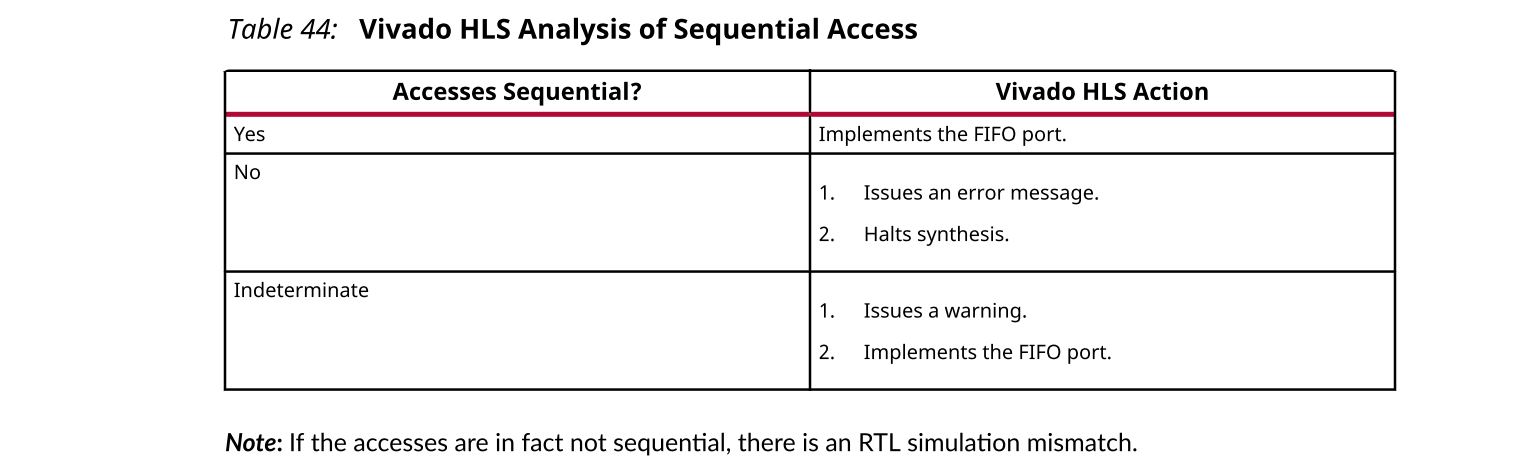 Table 44: Vivado HLS Analysis of Sequential Access
Accesses Sequential? Vivado HLS Action
Yes Implements the FIFO port.
No
1. Issues an error message.
2. Halts synthesis.
Indeterminate
1. Issues a warning.
2. Implements the FIFO port.
Note: If the accesses are in fact not sequential, there is an RTL simulation mismatch.